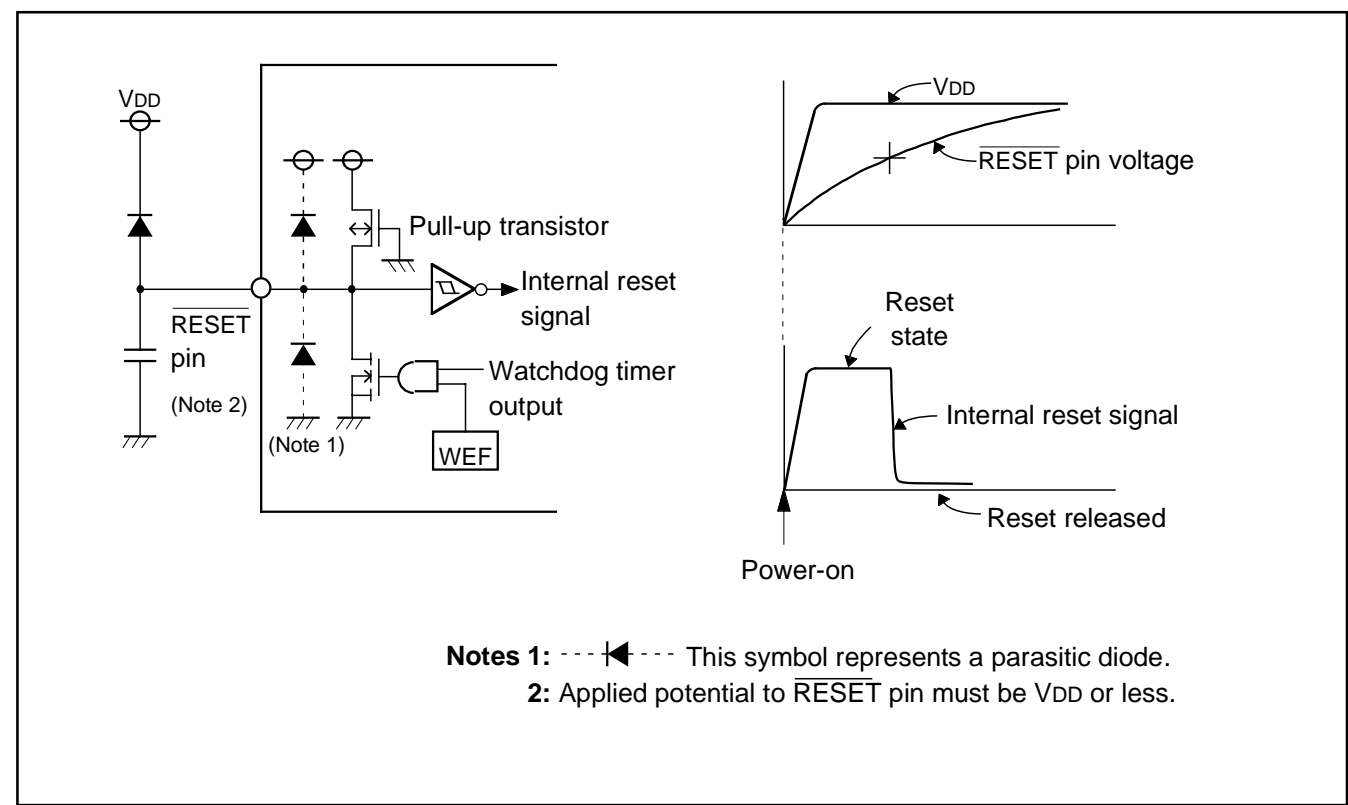 VDD
RESET
pin
(Note 2)
(Note 1)
Pull-up transistor
Internal reset
signal
Watchdog timer
output
WEF
VDD
RESET pin voltage
Reset
state
Internal reset signal
Reset released
Power-on
Notes 1: This symbol represents a parasitic diode.
2: Applied potential to RESET pin must be VDD or less.